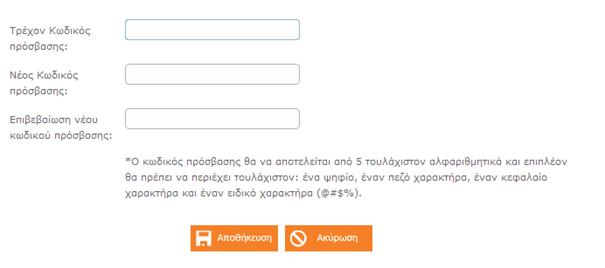 Τρέχον Κωδικός
πρόσβασης:
Νέος Κωδικός
πρόσβασης:
Επιβεβαίωση νέου
κωδικού πρόσβασης:
*Ο κωδικός πρόσβασης θα να αποτελείται από 5 τουλάχιστον αλφαριθμητικά και επιπλέον
θα πρέπει να περιέχει τουλάχιστον: ένα ψηφίο, έναν πεζό χαρακτήρα, έναν κεφαλαίο
χαρακτήρα και έναν ειδικό χαρακτήρα (@#$%).
Αποθήκευση Ακύρωση